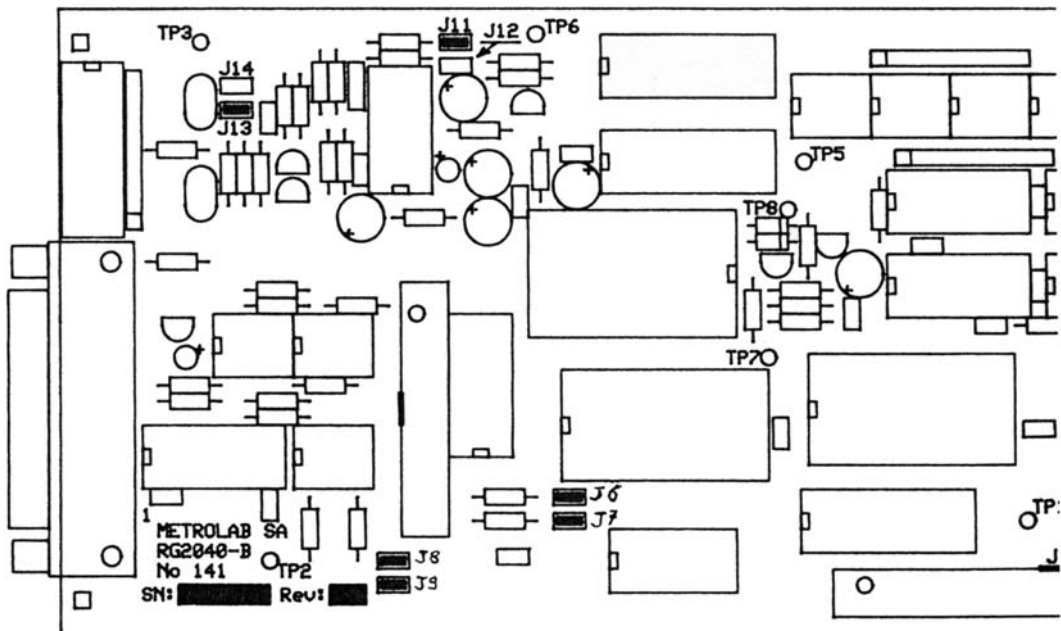 TP3
J11
J12
TP6
J14
J13
TP5
TP8
TP7
J6
J7
1
METROLAB SA
RG2040-B
No 141
TP2
SN:
Rev:
J8
J9
TP
J